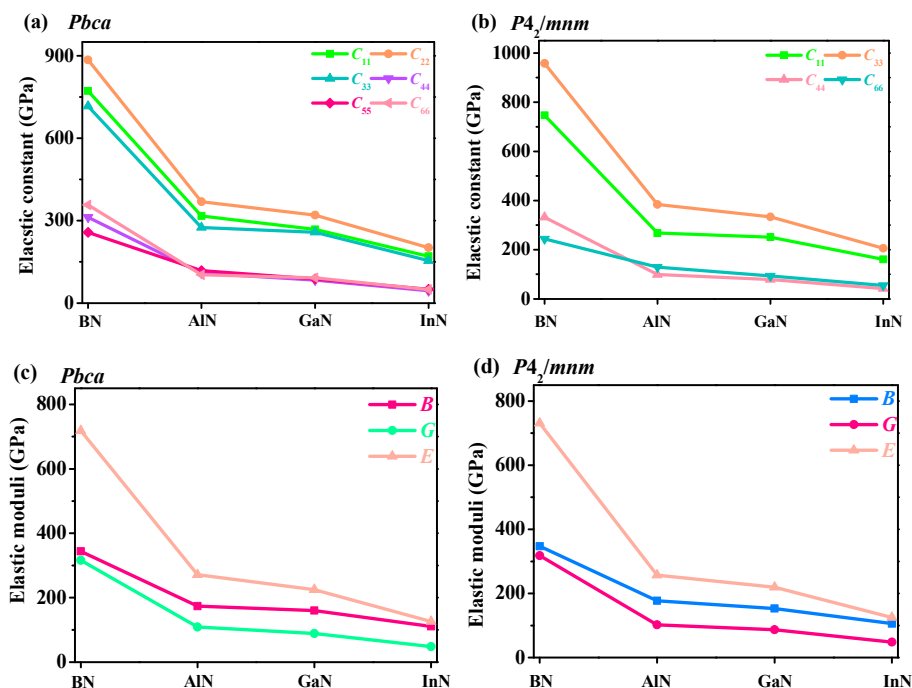 (a) Pbca
Elacstic constant (GPa)
900
600
300
0
C₁₁ C₂₂
C₃₃ C₄₄
C₅₅ C₆₆
BN AlN GaN InN
(b) P4₂/mnm
Elacstic constant (GPa)
1000
800
600
400
200
0
C₁₁ C₃₃
C₄₄ C₆₆
BN AlN GaN InN
(c) Pbca
Elastic moduli (GPa)
800
600
400
200
0
B
G
E
BN AlN GaN InN
(d) P4₂/mnm
Elastic moduli (GPa)
800
600
400
200
0
B
G
E
BN AlN GaN InN